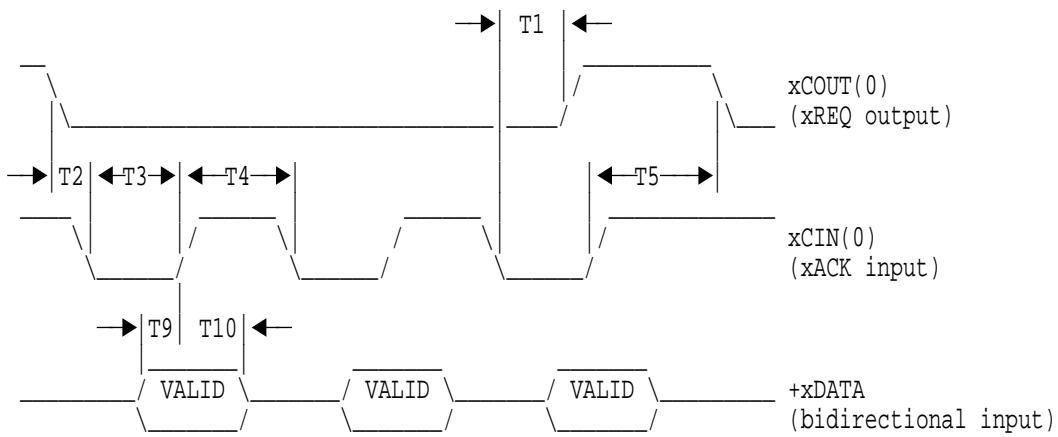 T1
xCOUT(0)
(xREQ output)
T2 T3 T4 T5
xCIN(0)
(xACK input)
T9 T10
VALID VALID VALID +xDATA
(bidirectional input)